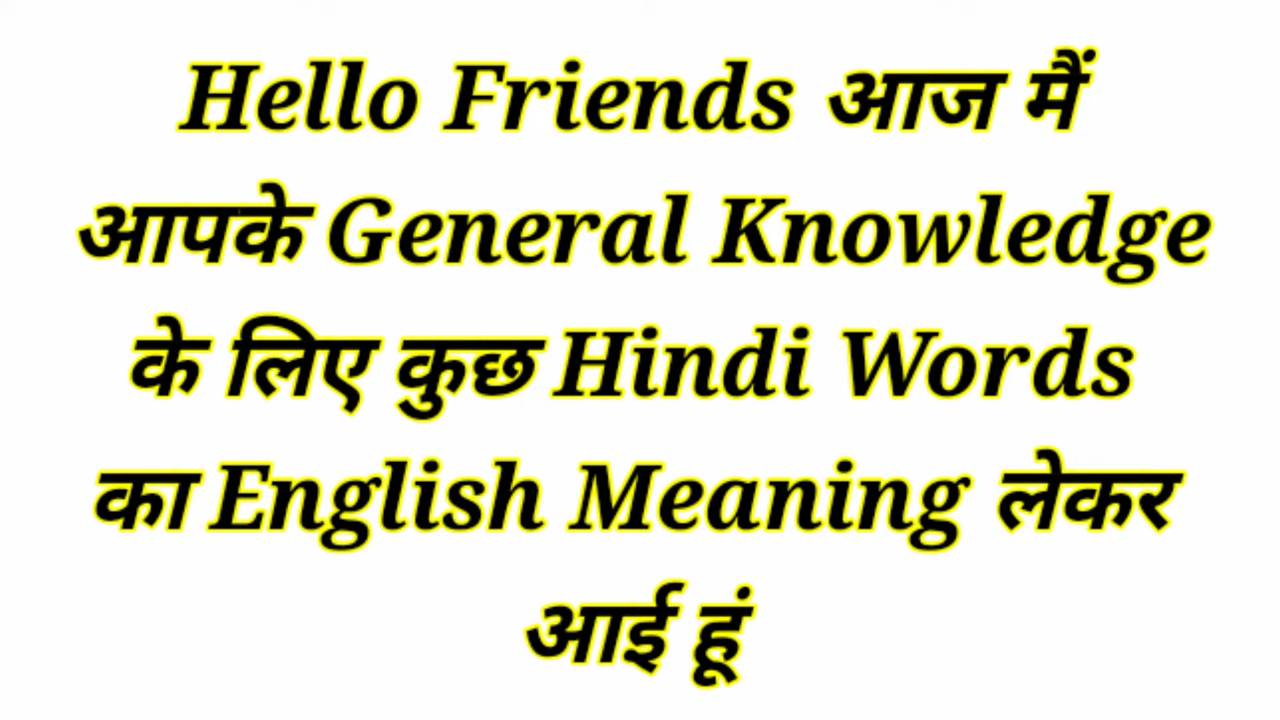 Hello Friends आज मैं
आपके General Knowledge
के लिए कुछ Hindi Words
का English Meaning लेकर
आई हूं